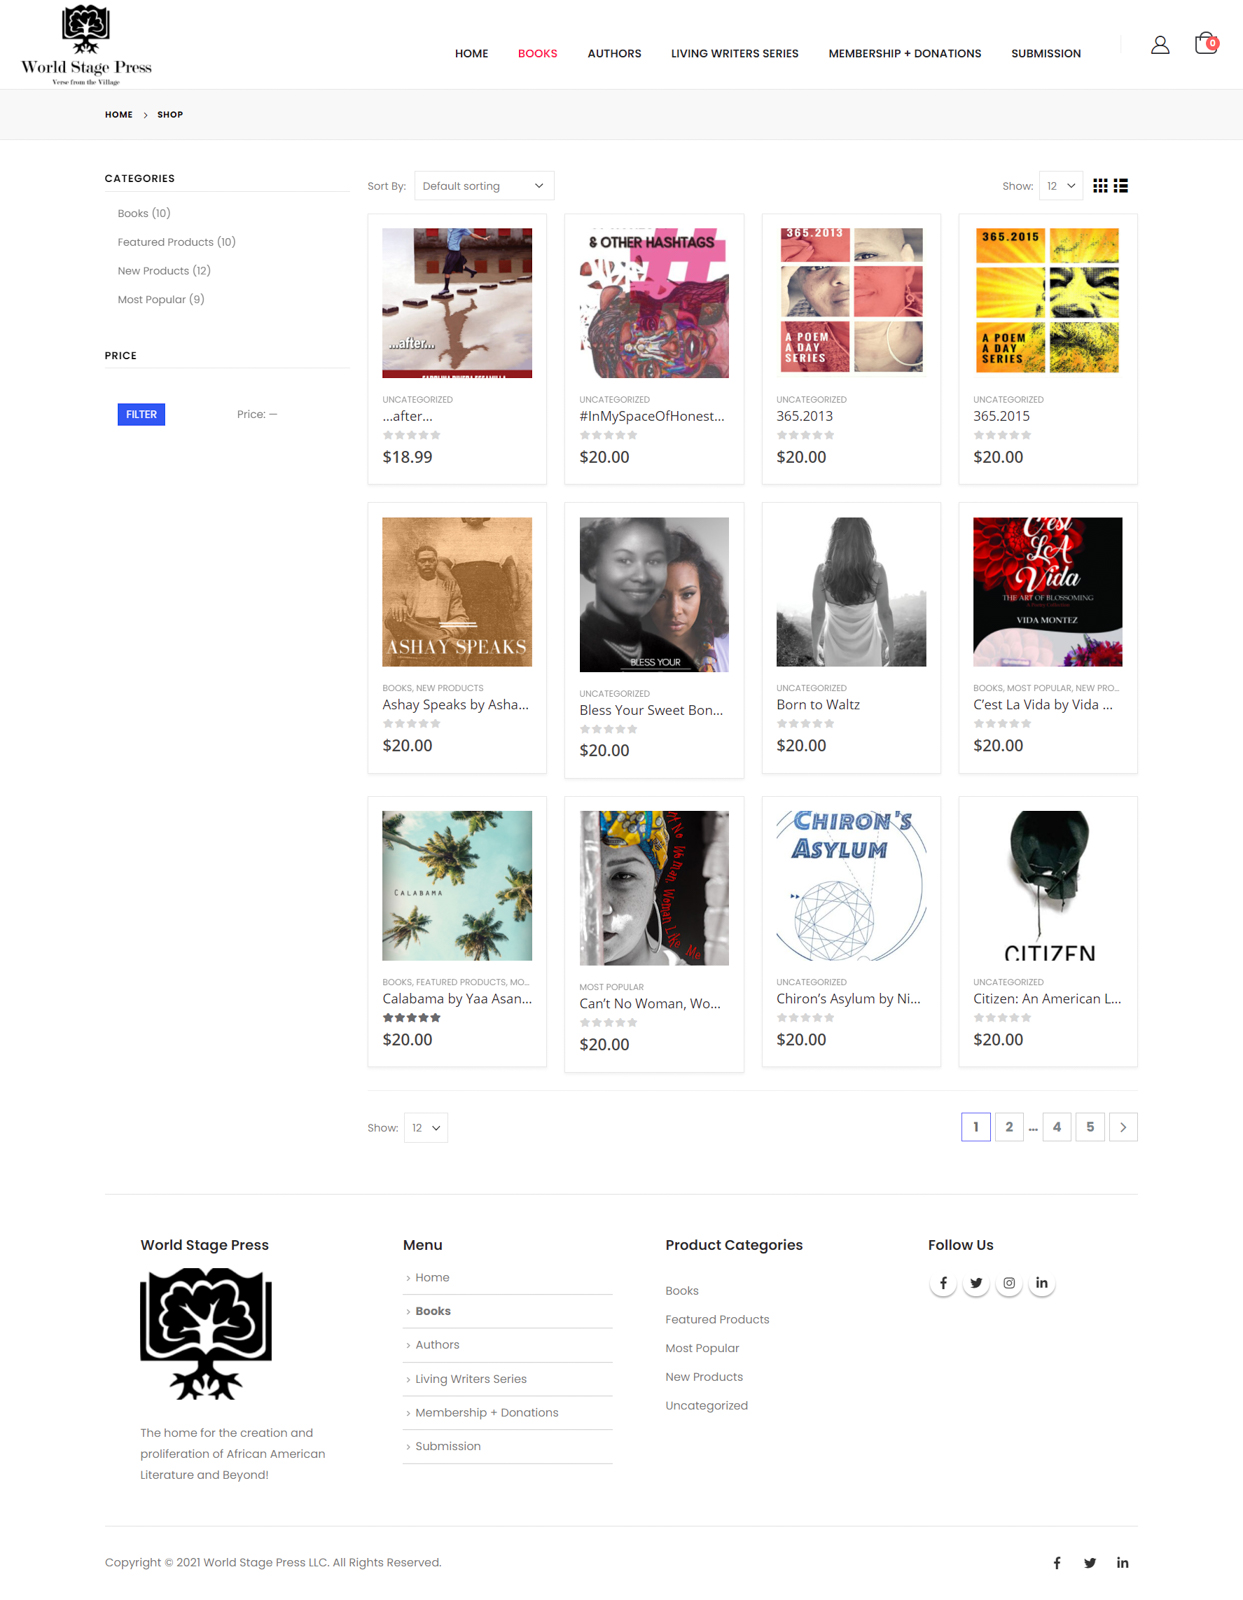 World Stage Press
Verse from the Village
HOME
BOOKS
AUTHORS
LIVING WRITERS SERIES
MEMBERSHIP + DONATIONS
SUBMISSION
0
HOME > SHOP
CATEGORIES
Books (10)
Featured Products (10)
New Products (12)
Most Popular (9)
PRICE
FILTER
Price: —
Sort By: Default sorting
Show: 12
...after...
UNCATEGORIZED
...after...
$18.99
& OTHER HASHTAGS
UNCATEGORIZED
#InMySpaceOfHonest...
$20.00
365.2013
A POEM
A DAY
SERIES
UNCATEGORIZED
365.2013
$20.00
365.2015
A POEM
A DAY
SERIES
UNCATEGORIZED
365.2015
$20.00
ASHAY SPEAKS
BOOKS, NEW PRODUCTS
Ashay Speaks by Asha...
$20.00
BLESS YOUR
UNCATEGORIZED
Bless Your Sweet Bon...
$20.00
UNCATEGORIZED
Born to Waltz
$20.00
C'est
LA
Vida
THE ART OF BLOSSOMING
A Poetry Collection
VIDA MONTEZ
BOOKS, MOST POPULAR, NEW PRO...
C'est La Vida by Vida ...
$20.00
CALABAMA
BOOKS, FEATURED PRODUCTS, MO...
Calabama by Yaa Asan...
$20.00
No Woman, Woman Like Me
MOST POPULAR
Can't No Woman, Wo...
$20.00
CHIRON'S
ASYLUM
UNCATEGORIZED
Chiron's Asylum by Ni...
$20.00
CITIZEN
UNCATEGORIZED
Citizen: An American L...
$20.00
Show: 12
1 2 ... 4 5 >
World Stage Press
The home for the creation and
proliferation of African American
Literature and Beyond!
Menu
> Home
> Books
> Authors
> Living Writers Series
> Membership + Donations
> Submission
Product Categories
Books
Featured Products
Most Popular
New Products
Uncategorized
Follow Us
Copyright © 2021 World Stage Press LLC. All Rights Reserved.